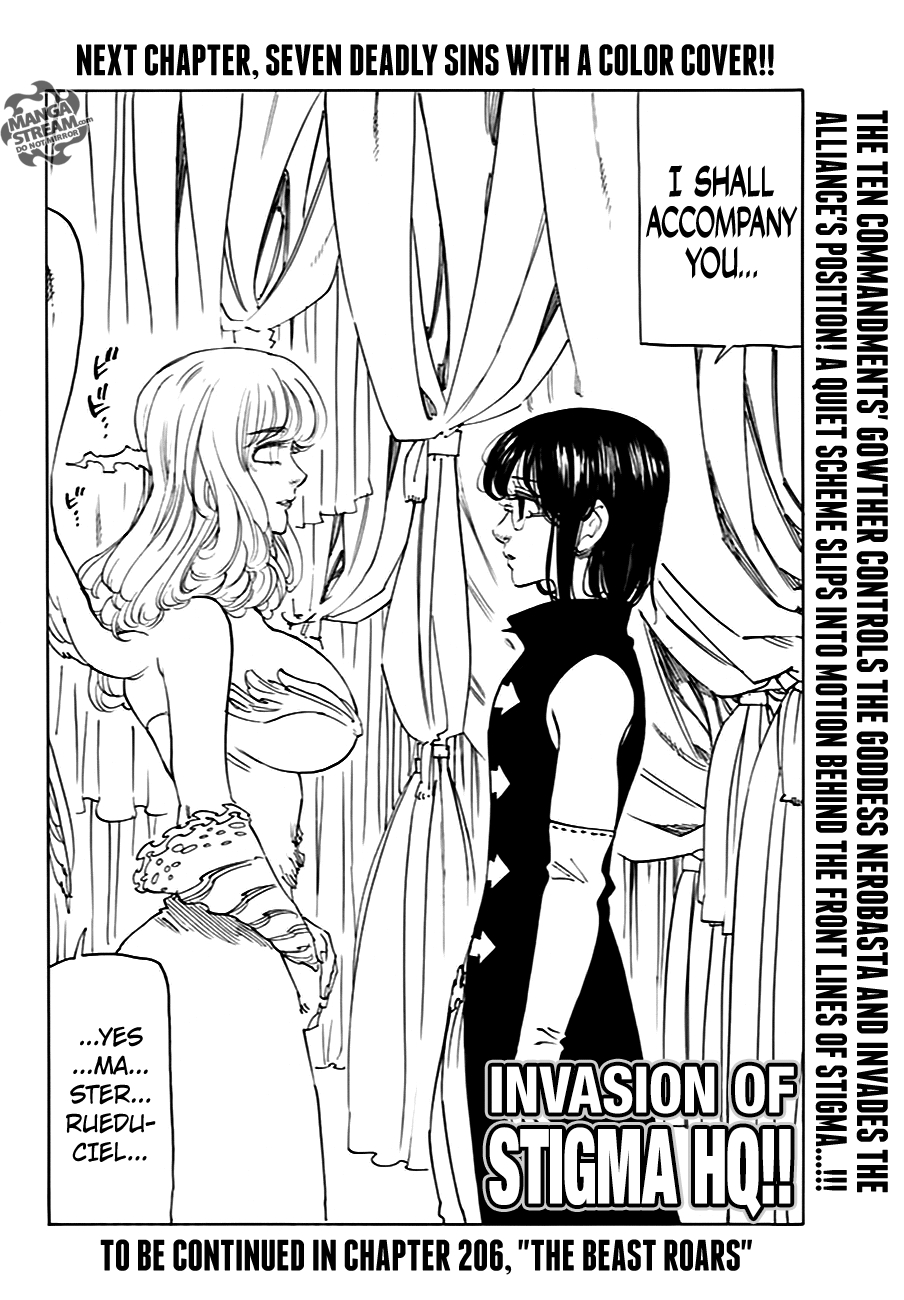 NEXT CHAPTER, SEVEN DEADLY SINS WITH A COLOR COVER!!
MANGA
STREAM.com
DO NOT MIRROR
THE TEN COMMANDMENTS' GOWTHER CONTROLS THE GODDESS NEROBASTA AND INVADES THE
ALLIANCE'S POSITION! A QUIET SCHEME SLIPS INTO MOTION BEHIND THE FRONT LINES OF STIGMA...!!!
I SHALL
ACCOMPANY
YOU...
ビビ…
ビ…
...YES
...MA...
STER...
RUEDU-
CIEL...
INVASION OF
STIGMA HQ!!
TO BE CONTINUED IN CHAPTER 206, "THE BEAST ROARS"